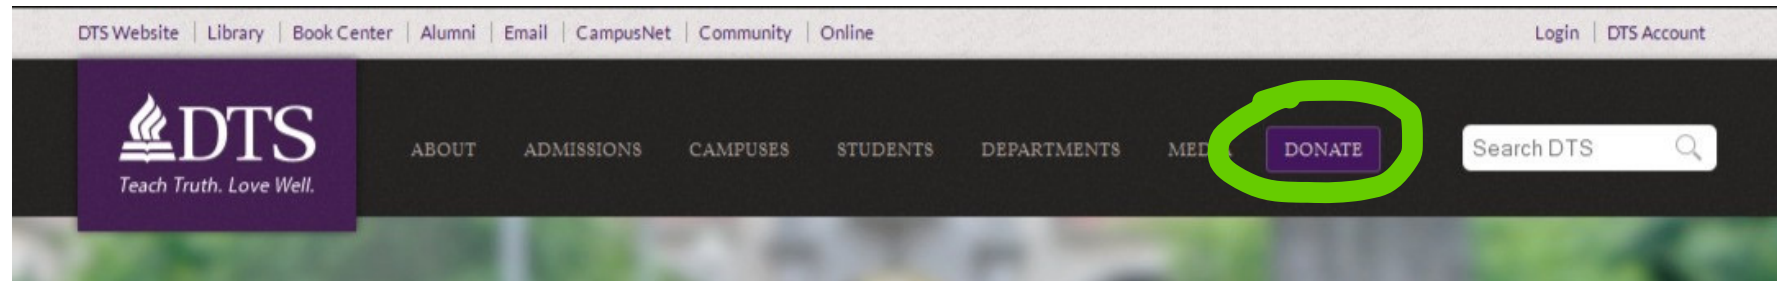 DTS Website | Library | Book Center | Alumni | Email | CampusNet | Community | Online
Login | DTS Account
DTS
Teach Truth. Love Well.
ABOUT ADMISSIONS CAMPUSES STUDENTS DEPARTMENTS DONATE
Search DTS